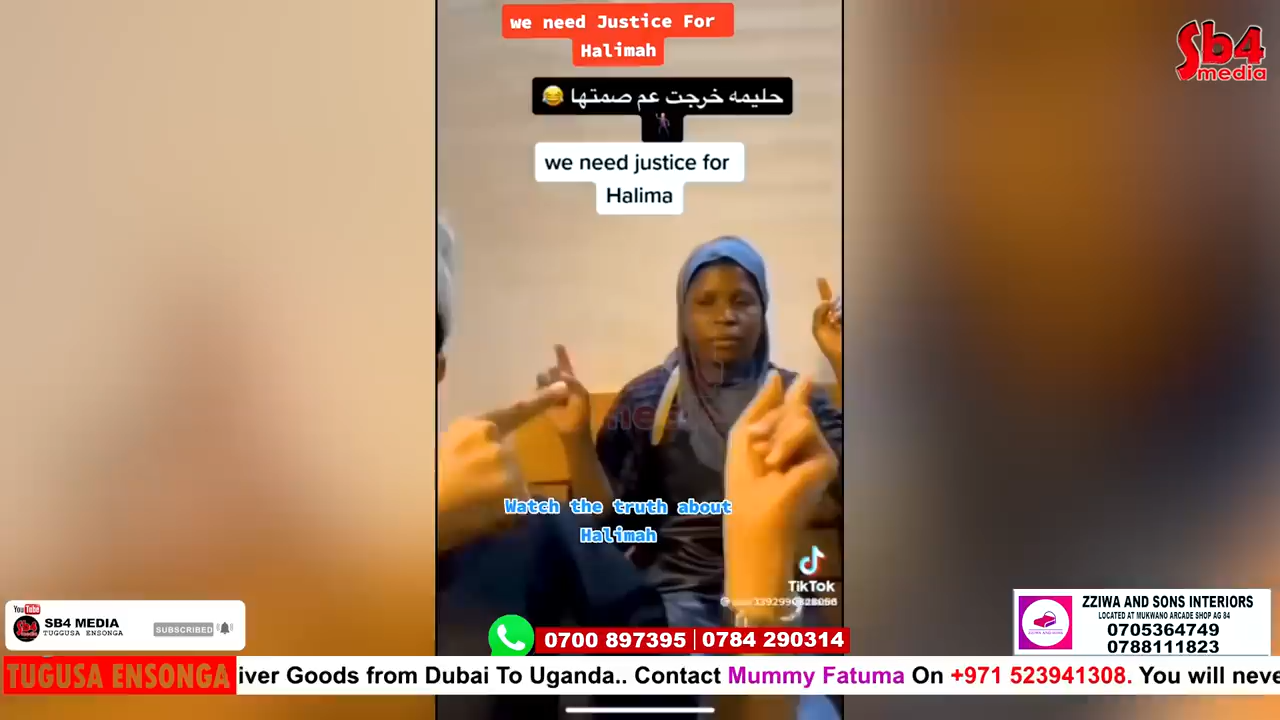 we need Justice For
Halimah
حليمه خرجت عم صمتها 😂
we need justice for
Halima
Sb4
media
Watch the truth about
Halimah
TikTok
YouTube
SB4 MEDIA
TUGGUSA ENSONGA
SUBSCRIBED
0700 897395 | 0784 290314
ZZIWA AND SONS INTERIORS
LOCATED AT MUKWANO ARCADE SHOP AG 84
0705364749
0788111823
TUGUSA ENSONGA
iver Goods from Dubai To Uganda.. Contact Mummy Fatuma On +971 523941308. You will neve